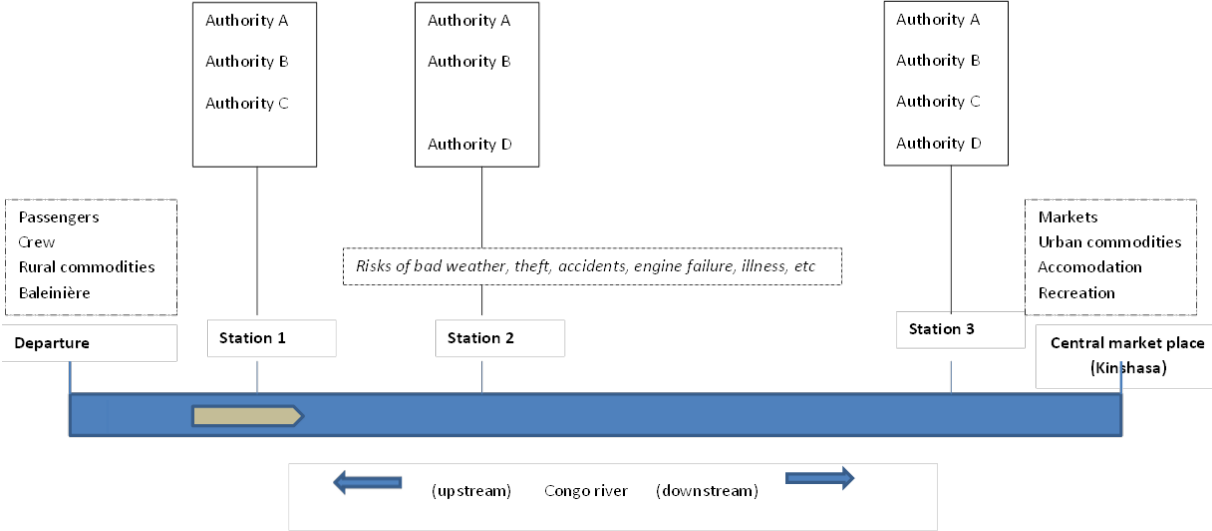 Authority A
Authority B
Authority C
Authority A
Authority B
Authority D
Authority A
Authority B
Authority C
Authority D
Passengers
Crew
Rural commodities
Baleinière
Risks of bad weather, theft, accidents, engine failure, illness, etc
Markets
Urban commodities
Accomodation
Recreation
Departure
Station 1
Station 2
Station 3
Central market place
(Kinshasa)
(upstream) Congo river (downstream)